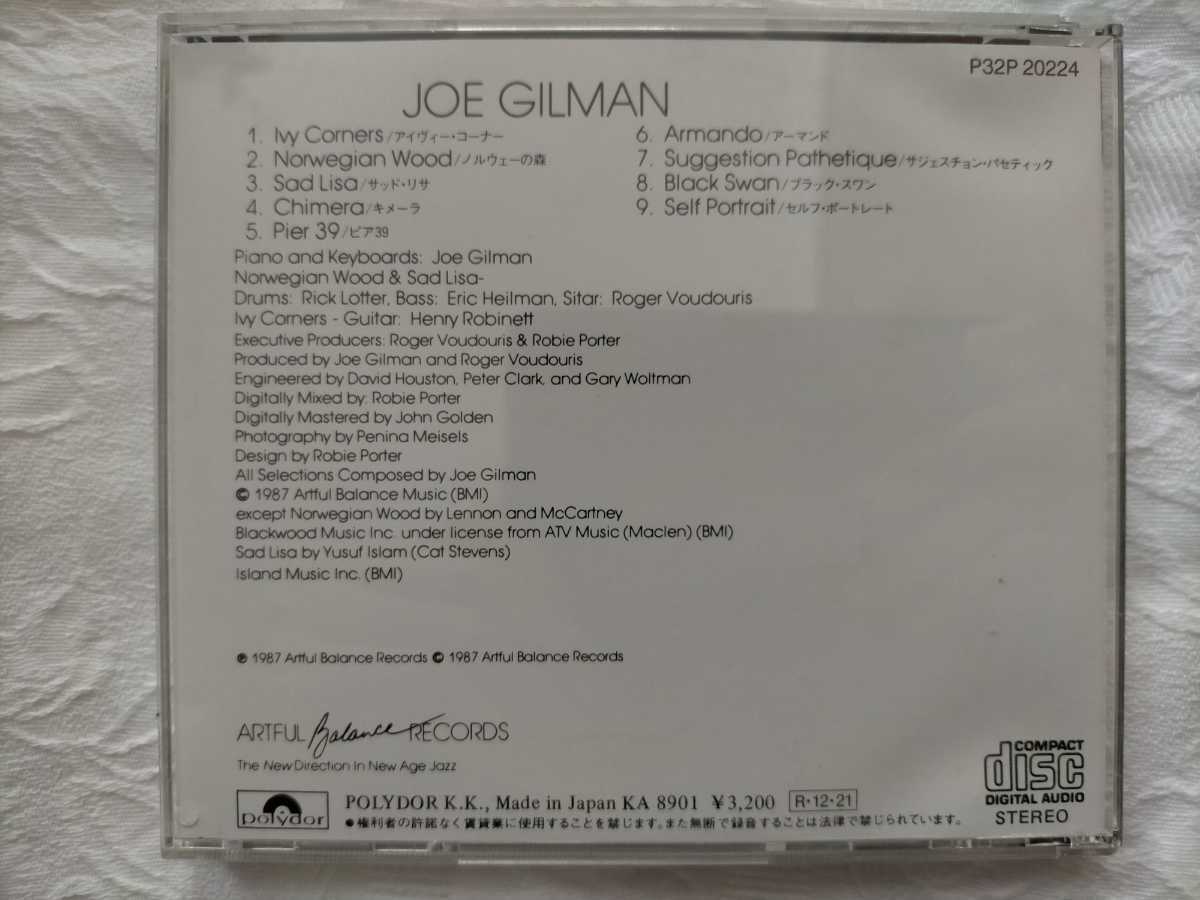 P32P 20224
JOE GILMAN
1. Ivy Corners/アイヴィー・コーナー
2. Norwegian Wood/ノルウェーの森
3. Sad Lisa/サッド・リサ
4. Chimera/キメーラ
5. Pier 39/ピア39
6. Armando/アーマンド
7. Suggestion Pathetique/サジェスチョン・パセティック
8. Black Swan/ブラック・スワン
9. Self Portrait/セルフ・ポートレート
Piano and Keyboards: Joe Gilman
Norwegian Wood & Sad Lisa-
Drums: Rick Lotter, Bass: Eric Heilman, Sitar: Roger Voudouris
Ivy Corners - Guitar: Henry Robinett
Executive Producers: Roger Voudouris & Robie Porter
Produced by Joe Gilman and Roger Voudouris
Engineered by David Houston, Peter Clark, and Gary Woltman
Digitally Mixed by: Robie Porter
Digitally Mastered by John Golden
Photography by Penina Meisels
Design by Robie Porter
All Selections Composed by Joe Gilman
© 1987 Artful Balance Music (BMI)
except Norwegian Wood by Lennon and McCartney
Blackwood Music Inc. under license from ATV Music (Maclen) (BMI)
Sad Lisa by Yusuf Islam (Cat Stevens)
Island Music Inc. (BMI)
℗ 1987 Artful Balance Records © 1987 Artful Balance Records
ARTFUL Balance RECORDS
The New Direction In New Age Jazz
polydor
POLYDOR K.K., Made in Japan KA 8901 ¥3,200 R・12・21
●権利者の許諾なく賃貸業に使用することを禁じます。また無断で録音することは法律で禁じられています。
COMPACT
disc
DIGITAL AUDIO
STEREO